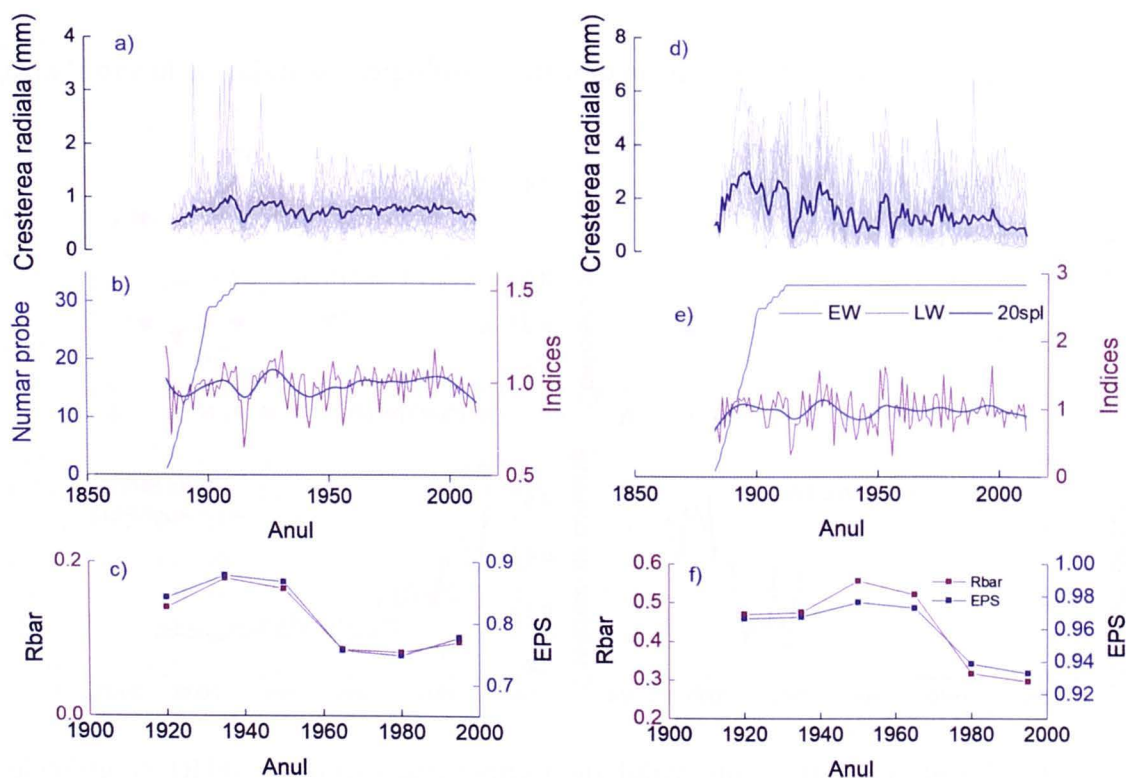 a)
Cresterea radiala (mm)
4
3
2
1
0
d)
Cresterea radiala (mm)
8
6
4
2
0
b)
Numar probe
30
20
10
0
1.5
1.0
0.5
Indices
1850 1900 1950 2000
Anul
e)
EW LW 20spl
3
2
1
0
Indices
1850 1900 1950 2000
Anul
c)
Rbar
0.2
0.0
0.9
0.8
0.7
EPS
1900 1920 1940 1960 1980 2000
Anul
f)
Rbar
EPS
Rbar
0.6
0.5
0.4
0.3
0.2
1.00
0.98
0.96
0.94
0.92
EPS
1900 1920 1940 1960 1980 2000
Anul